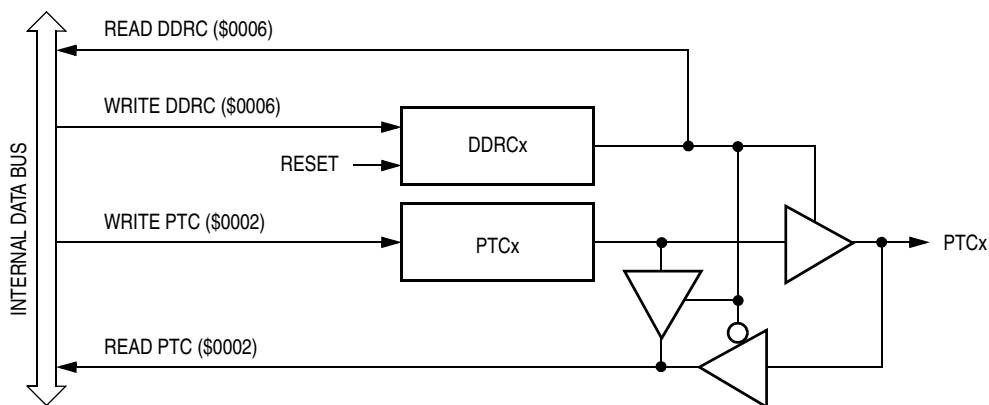 READ DDRC ($0006)
WRITE DDRC ($0006)
DDRCx
RESET
INTERNAL DATA BUS
WRITE PTC ($0002)
PTCx
PTCx
READ PTC ($0002)